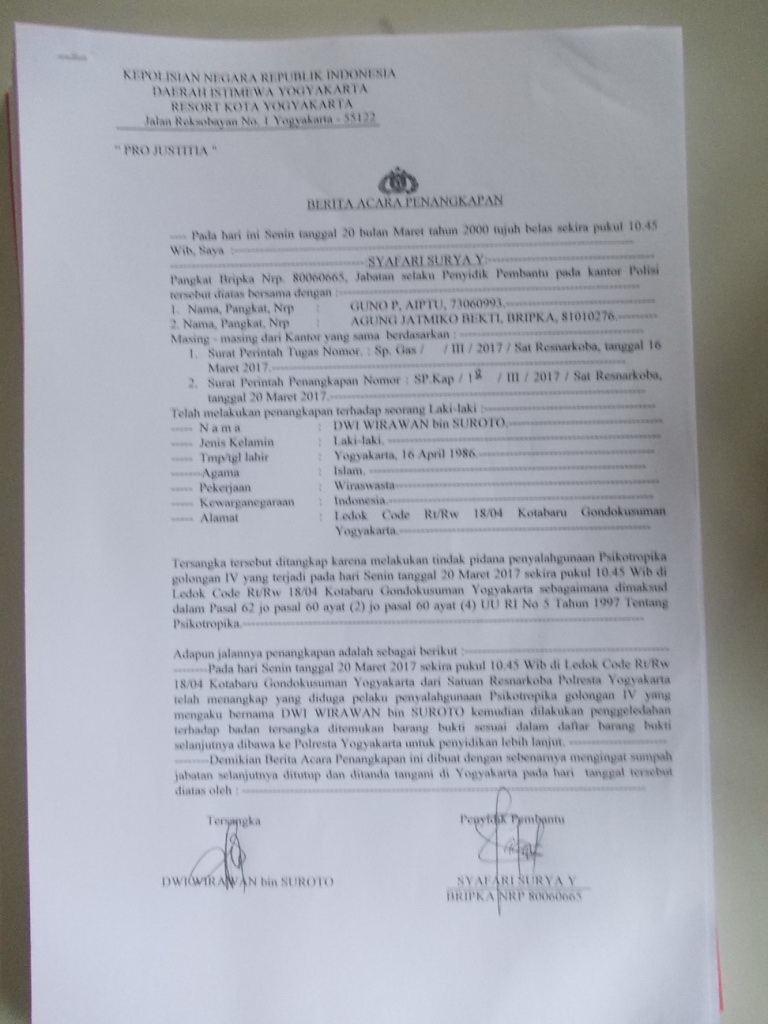 KEPOLISIAN NEGARA REPUBLIK INDONESIA
DAERAH ISTIMEWA YOGYAKARTA
RESORT KOTA YOGYAKARTA
Jalan Reksobayan No. 1 Yogyakarta - 55122
" PRO JUSTITIA "
BERITA ACARA PENANGKAPAN
---- Pada hari ini Senin tanggal 20 bulan Maret tahun 2000 tujuh belas sekira pukul 10.45
Wib, Saya :-----------------------------------------------
--------------------------SYAFARI SURYA Y.--------------------------
Pangkat Bripka Nrp. 80060665, Jabatan selaku Penyidik Pembantu pada kantor Polisi
tersebut diatas bersama dengan :-----------------------------------
1. Nama, Pangkat, Nrp : GUNO P, AIPTU, 73060993.----------
2. Nama, Pangkat, Nrp : AGUNG JATMIKO BEKTI, BRIPKA, 81010276.-------
Masing - masing dari Kantor yang sama berdasarkan : --------------------
1. Surat Perintah Tugas Nomor. : Sp. Gas / / III / 2017 / Sat Resnarkoba, tanggal 16
Maret 2017.-----------------------------------
2. Surat Perintah Penangkapan Nomor : SP.Kap / 18 / III / 2017 / Sat Resnarkoba,
tanggal 20 Maret 2017.-----------------------------------
Telah melakukan penangkapan terhadap seorang Laki-laki :--------------------
----- N a m a : DWI WIRAWAN bin SUROTO.--------------------
----- Jenis Kelamin : Laki-laki. --------------------
----- Tmp/tgl lahir : Yogyakarta, 16 April 1986.--------------------
-------Agama : Islam. --------------------
----- Pekerjaan : Wiraswasta--------------------
----- Kewarganegaraan : Indonesia.--------------------
----- Alamat : Ledok Code Rt/Rw 18/04 Kotabaru Gondokusuman
Yogyakarta.--------------------
Tersangka tersebut ditangkap karena melakukan tindak pidana penyalahgunaan Psikotropika
golongan IV yang terjadi pada hari Senin tanggal 20 Maret 2017 sekira pukul 10.45 Wib di
Ledok Code Rt/Rw 18/04 Kotabaru Gondokusuman Yogyakarta sebagaimana dimaksud
dalam Pasal 62 jo pasal 60 ayat (2) jo pasal 60 ayat (4) UU RI No 5 Tahun 1997 Tentang
Psikotropika.-----------------------------------
Adapun jalannya penangkapan adalah sebagai berikut :--------------------
-------Pada hari Senin tanggal 20 Maret 2017 sekira pukul 10.45 Wib di Ledok Code Rt/Rw
18/04 Kotabaru Gondokusuman Yogyakarta dari Satuan Resnarkoba Polresta Yogyakarta
telah menangkap yang diduga pelaku penyalahgunaan Psikotropika golongan IV yang
mengaku bernama DWI WIRAWAN bin SUROTO kemudian dilakukan penggeledahan
terhadap badan tersangka ditemukan barang bukti sesuai dalam daftar barang bukti
selanjutnya dibawa ke Polresta Yogyakarta untuk penyidikan lebih lanjut. --------------------
-------Demikian Berita Acara Penangkapan ini dibuat dengan sebenarnya mengingat sumpah
jabatan selanjutnya ditutup dan ditanda tangani di Yogyakarta pada hari tanggal tersebut
diatas oleh : -----------------------------------
Tersangka
Penyidik Pembantu
DWI WIRAWAN bin SUROTO
SYAFARI SURYA Y
BRIPKA NRP 80060665